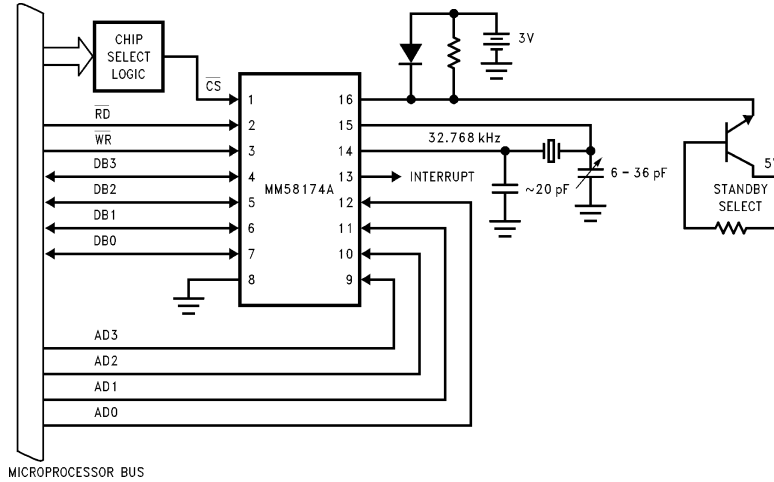 CHIP
SELECT
LOGIC
CS
RD
WR
DB3
DB2
DB1
DB0
AD3
AD2
AD1
AD0
MICROPROCESSOR BUS
MM58174A
1
2
3
4
5
6
7
8
16
15
14
13
12
11
10
9
3V
32.768 kHz
INTERRUPT
~20 pF
6 – 36 pF
STANDBY
SELECT